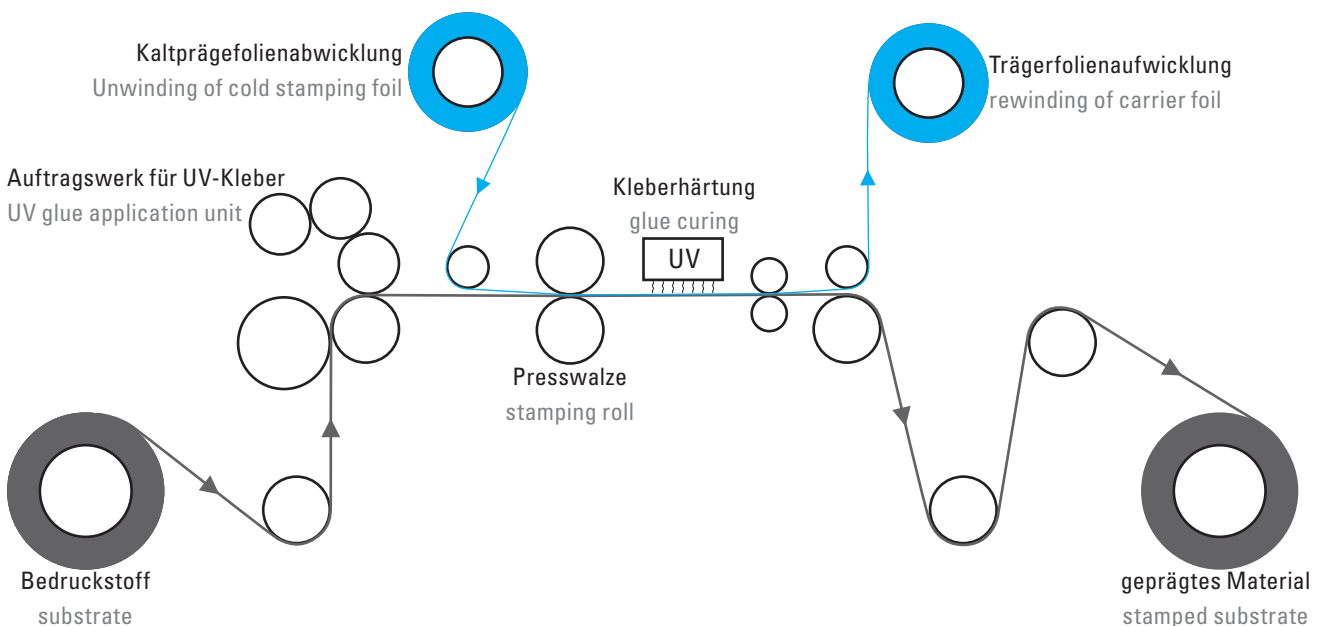 Kaltprägefolienabwicklung
Unwinding of cold stamping foil
Trägerfolienaufwicklung
rewinding of carrier foil
Auftragswerk für UV-Kleber
UV glue application unit
Kleberhärtung
glue curing
UV
Presswalze
stamping roll
Bedruckstoff
substrate
geprägtes Material
stamped substrate